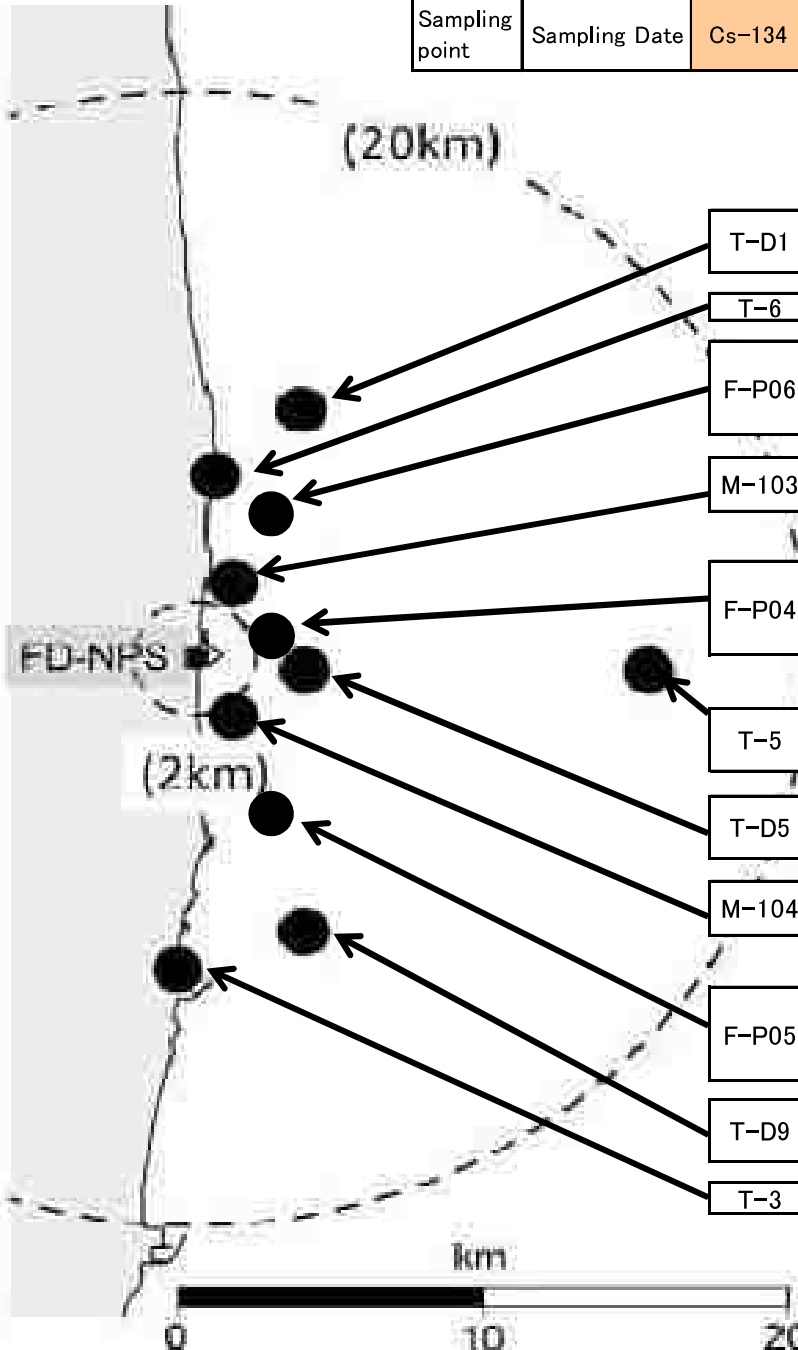 Sampling
point
Sampling Date
Cs-134
(20km)
T-D1
T-6
F-P06
M-103
F-P04
FD-NPS
T-5
(2km)
T-D5
M-104
F-P05
T-D9
T-3
km
0 10 20